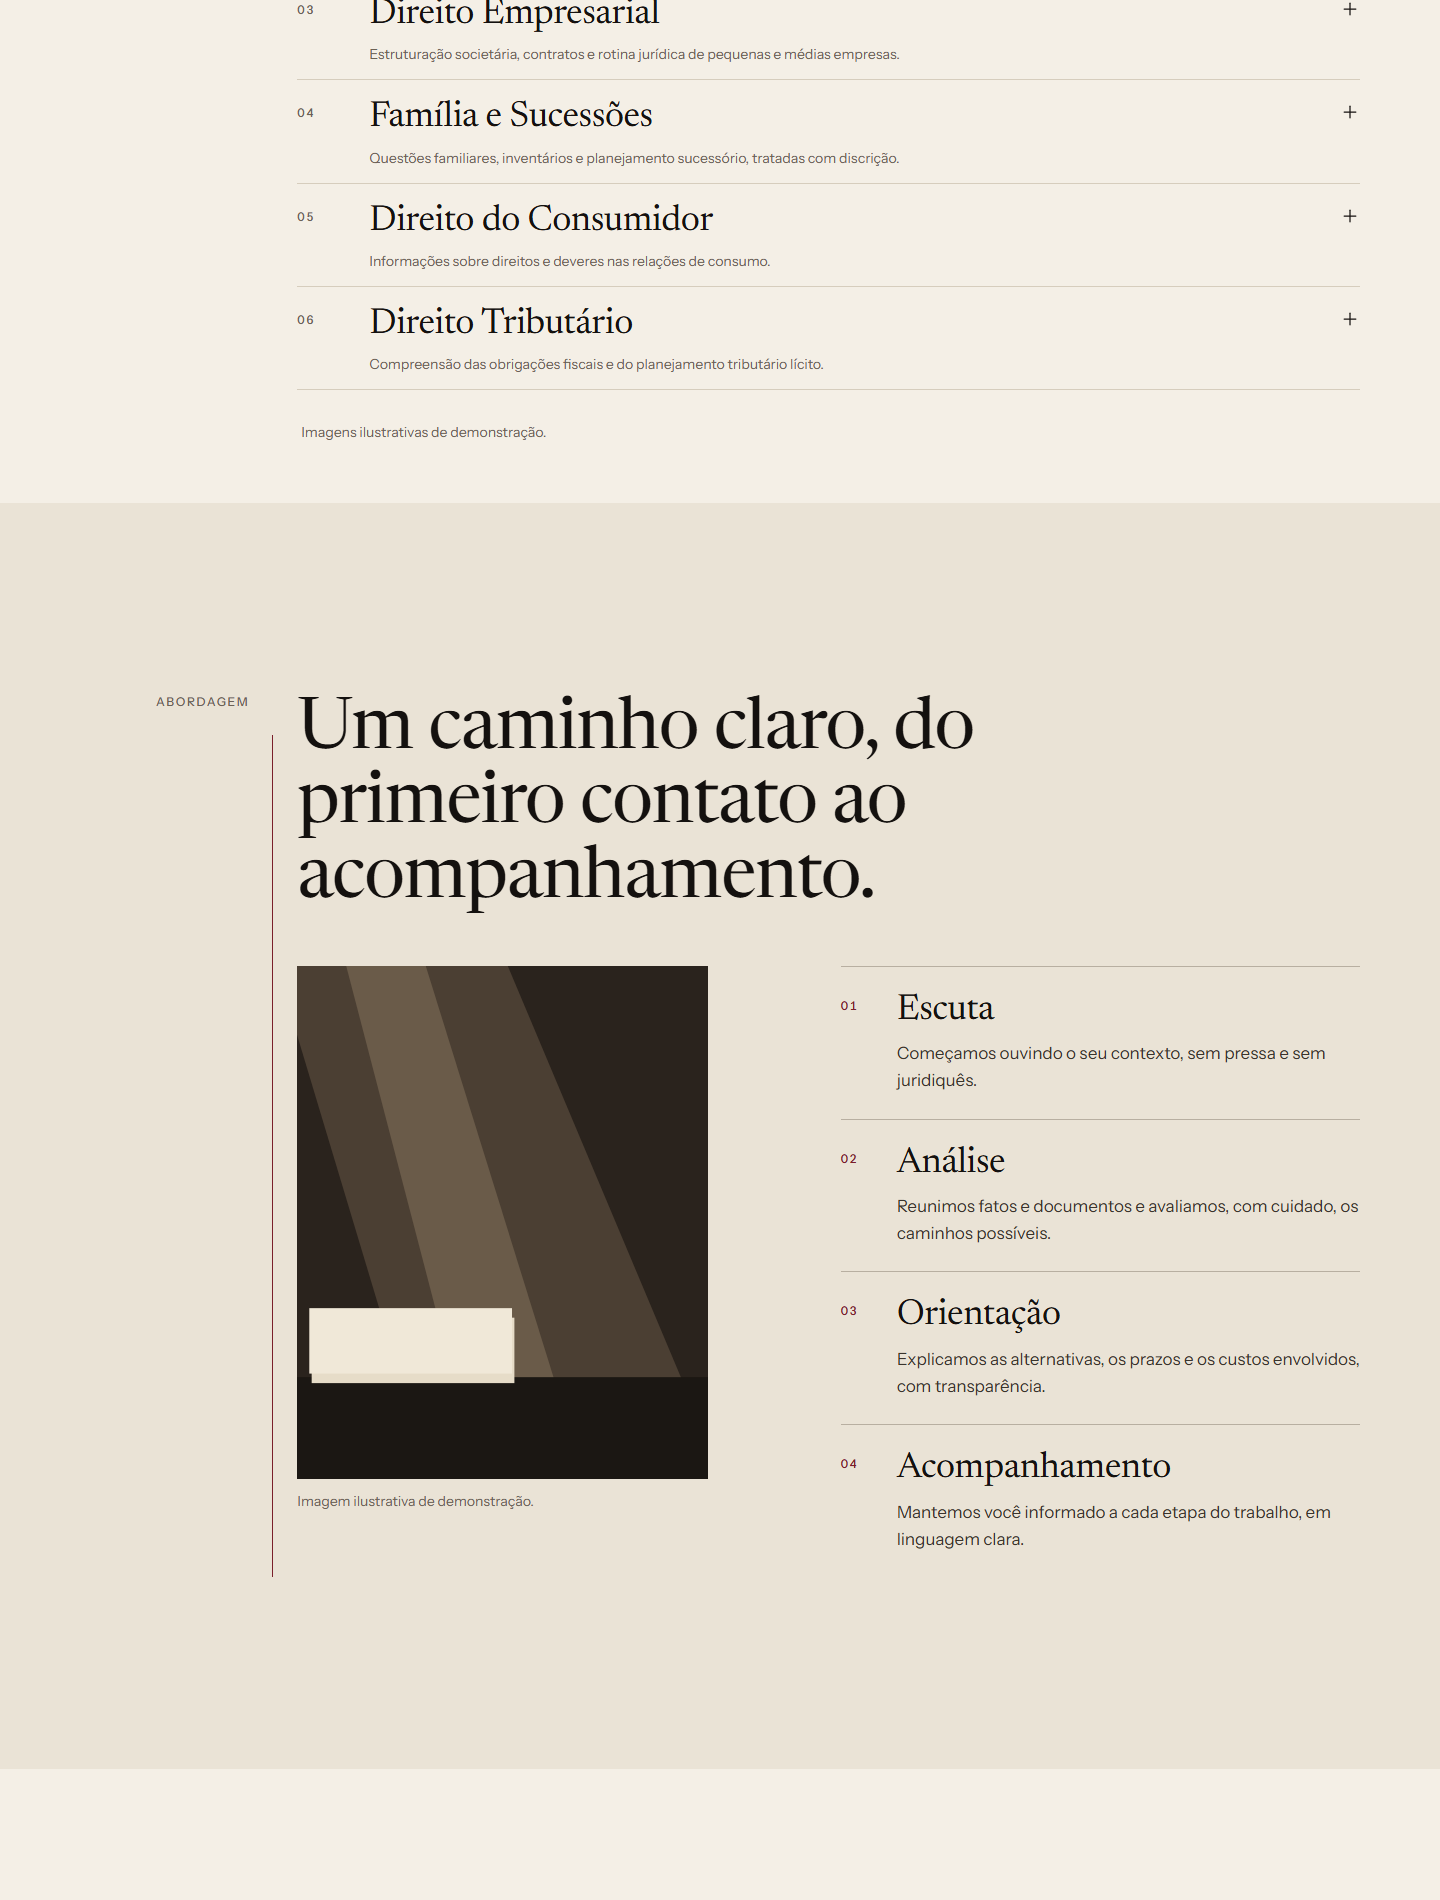 03
Direito Empresarial
+
Estruturação societária, contratos e rotina jurídica de pequenas e médias empresas.
04
Família e Sucessões
+
Questões familiares, inventários e planejamento sucessório, tratadas com discrição.
05
Direito do Consumidor
+
Informações sobre direitos e deveres nas relações de consumo.
06
Direito Tributário
+
Compreensão das obrigações fiscais e do planejamento tributário lícito.
Imagens ilustrativas de demonstração.
ABORDAGEM
Um caminho claro, do
primeiro contato ao
acompanhamento.
Imagem ilustrativa de demonstração.
01
Escuta
Começamos ouvindo o seu contexto, sem pressa e sem
juridiquês.
02
Análise
Reunimos fatos e documentos e avaliamos, com cuidado, os
caminhos possíveis.
03
Orientação
Explicamos as alternativas, os prazos e os custos envolvidos,
com transparência.
04
Acompanhamento
Mantemos você informado a cada etapa do trabalho, em
linguagem clara.